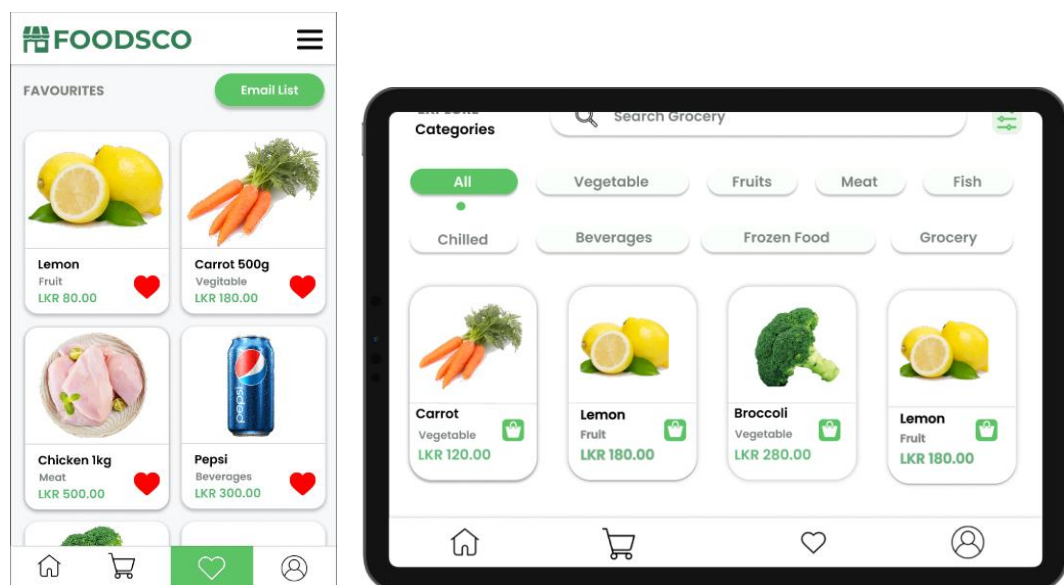 FOODSCO
FAVOURITES
Email List
Lemon
Fruit
LKR 80.00
Carrot 500g
Vegitable
LKR 180.00
Chicken 1kg
Meat
LKR 500.00
pepsi
Pepsi
Beverages
LKR 300.00
Categories
Search Grocery
All
Vegetable
Fruits
Meat
Fish
Chilled
Beverages
Frozen Food
Grocery
Carrot
Vegetable
LKR 120.00
Lemon
Fruit
LKR 180.00
Broccoli
Vegetable
LKR 280.00
Lemon
Fruit
LKR 180.00